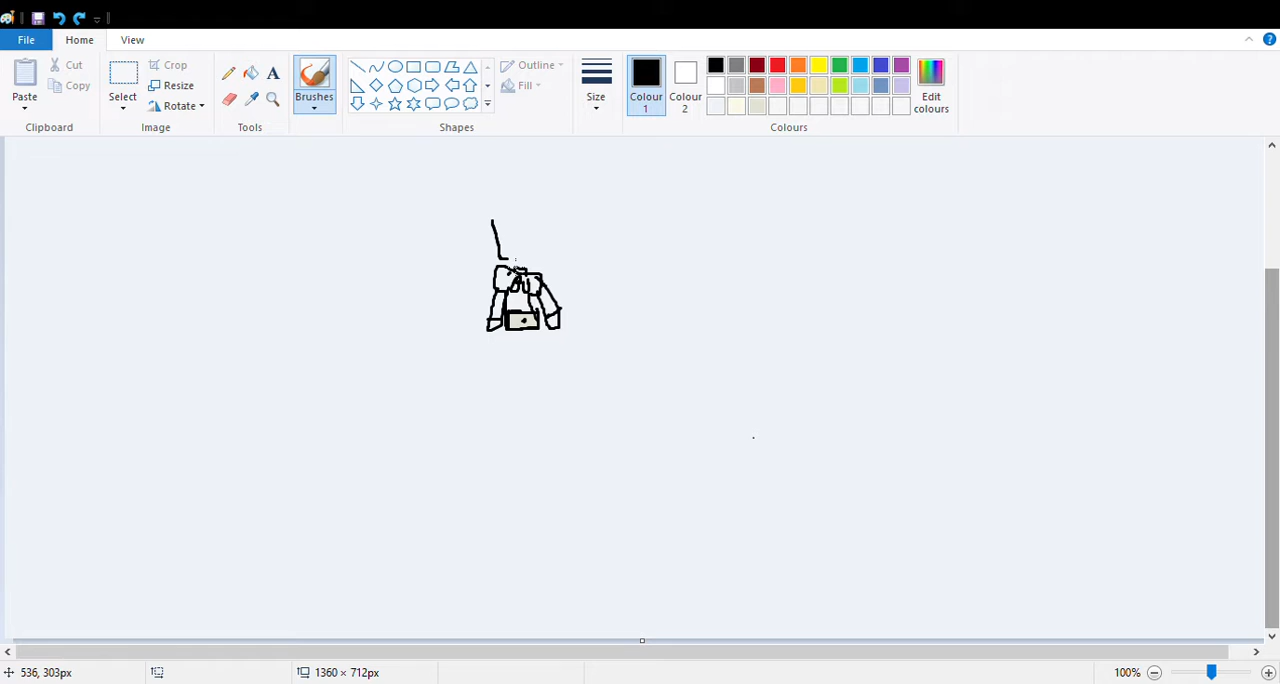 File Home View
Cut
Copy
Paste
Clipboard
Select
Crop
Resize
Rotate
Image
A
Tools
Brushes
Outline
Fill
Shapes
Size
Colour
1
Colour
2
Edit
colours
Colours
536, 303px
1360 × 712px
100%